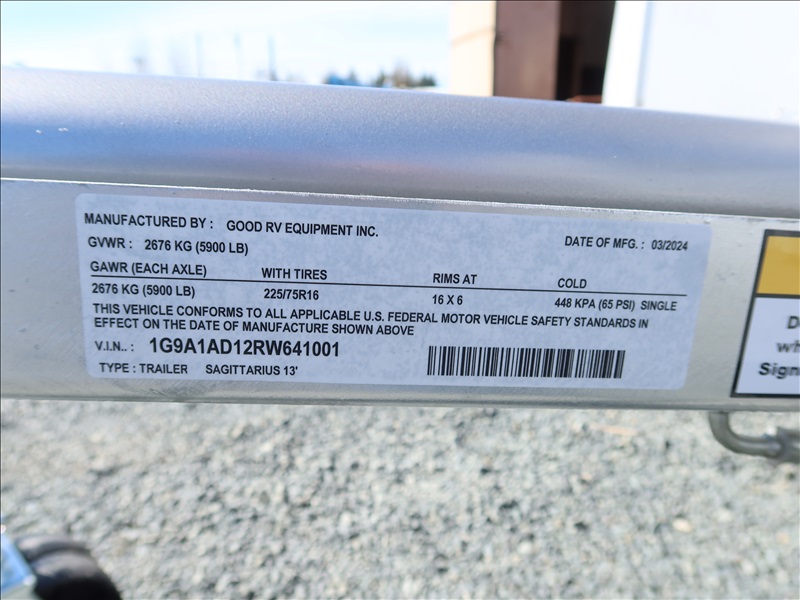 MANUFACTURED BY : GOOD RV EQUIPMENT INC.
GVWR : 2676 KG (5900 LB) DATE OF MFG. : 03/2024
GAWR (EACH AXLE) WITH TIRES RIMS AT COLD
2676 KG (5900 LB) 225/75R16 16 X 6 448 KPA (65 PSI) SINGLE
THIS VEHICLE CONFORMS TO ALL APPLICABLE U.S. FEDERAL MOTOR VEHICLE SAFETY STANDARDS IN
EFFECT ON THE DATE OF MANUFACTURE SHOWN ABOVE
V.I.N.. : 1G9A1AD12RW641001
TYPE : TRAILER SAGITTARIUS 13'
D
wh
Sign